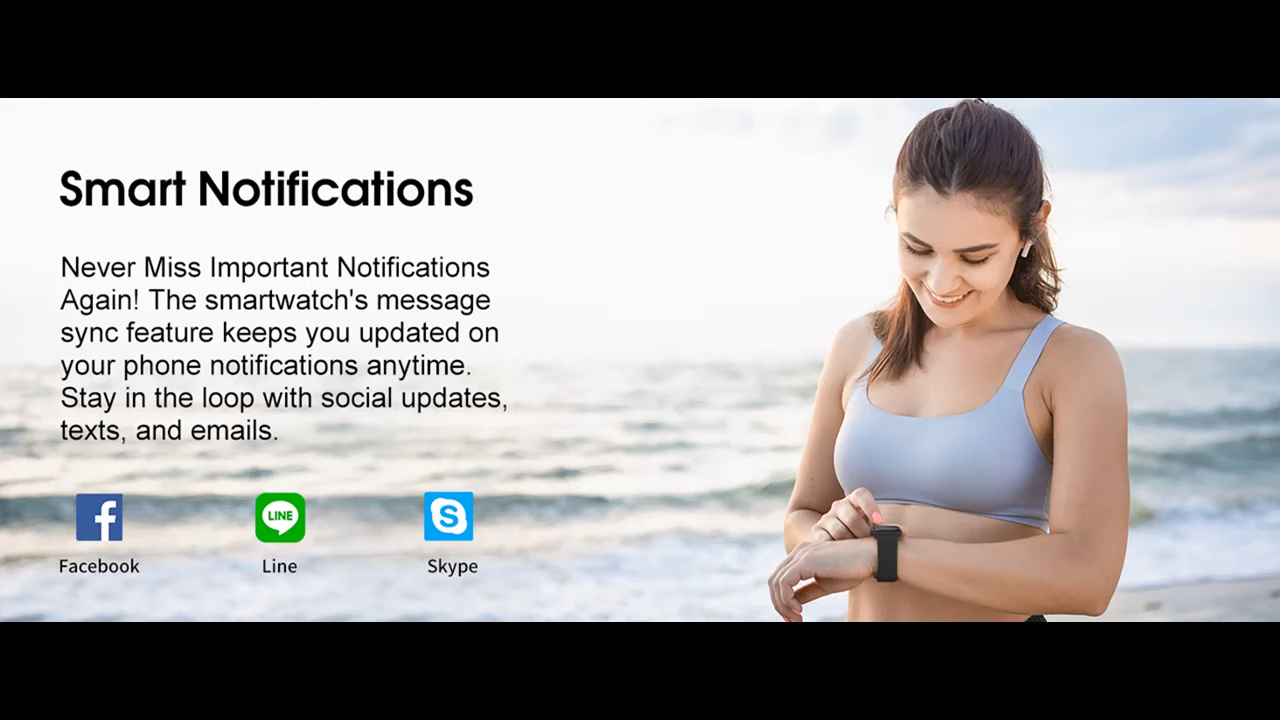 Smart Notifications
Never Miss Important Notifications
Again! The smartwatch's message
sync feature keeps you updated on
your phone notifications anytime.
Stay in the loop with social updates,
texts, and emails.
f LINE S
Facebook Line Skype